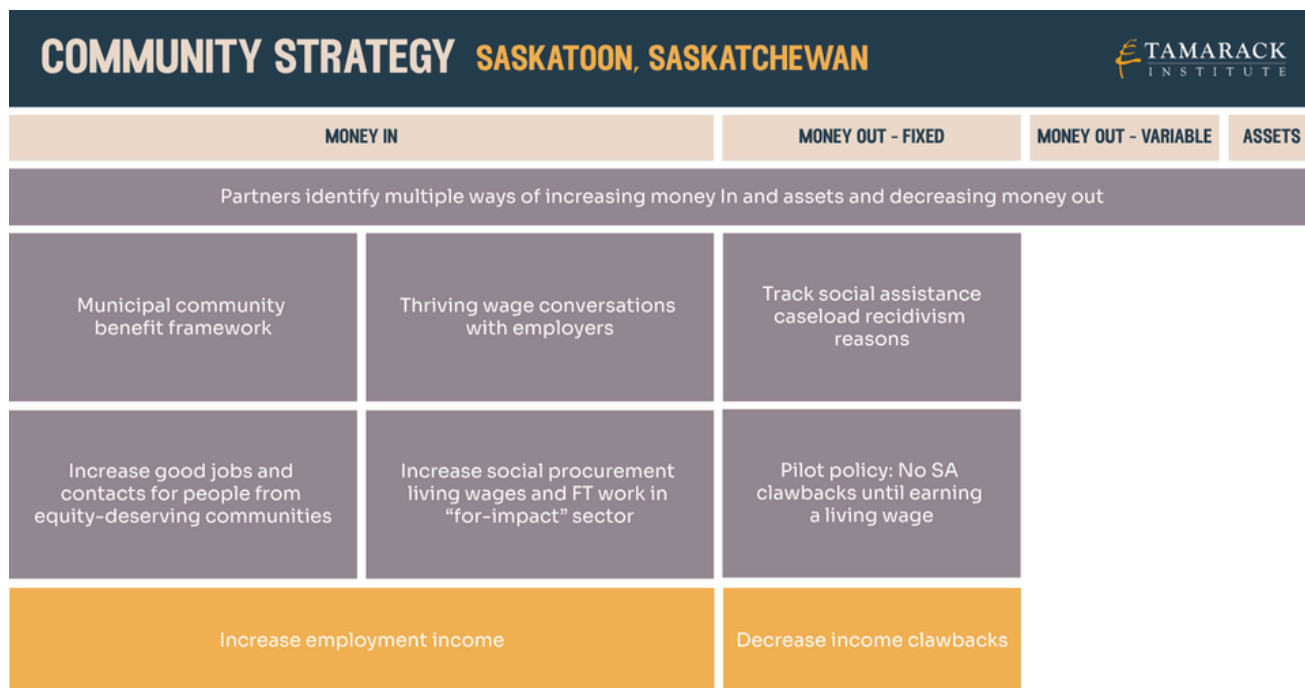 COMMUNITY STRATEGY SASKATOON, SASKATCHEWAN
TAMARACK
INSTITUTE
MONEY IN
MONEY OUT - FIXED
MONEY OUT - VARIABLE
ASSETS
Partners identify multiple ways of increasing money In and assets and decreasing money out
Municipal community
benefit framework
Thriving wage conversations
with employers
Track social assistance
caseload recidivism
reasons
Increase good jobs and
contacts for people from
equity-deserving communities
Increase social procurement
living wages and FT work in
“for-impact” sector
Pilot policy: No SA
clawbacks until earning
a living wage
Increase employment income
Decrease income clawbacks